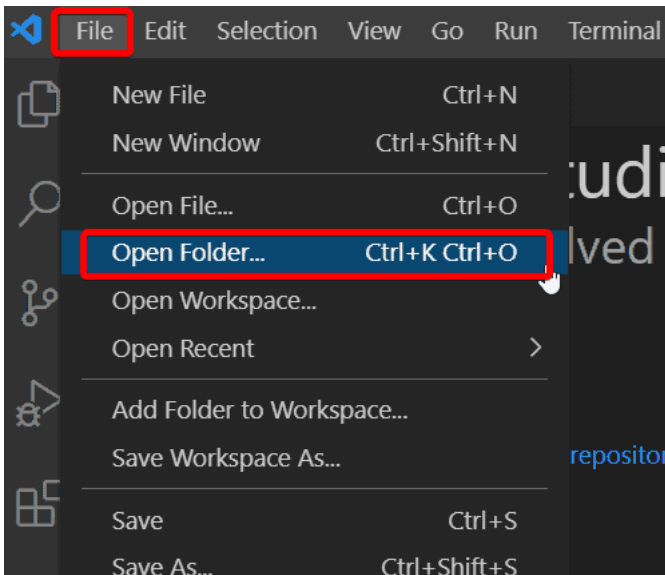 File Edit Selection View Go Run Terminal
New File Ctrl+N
New Window Ctrl+Shift+N
Open File... Ctrl+O
Open Folder... Ctrl+K Ctrl+O
Open Workspace...
Open Recent
Add Folder to Workspace...
Save Workspace As...
Save Ctrl+S
Save As... Ctrl+Shift+S